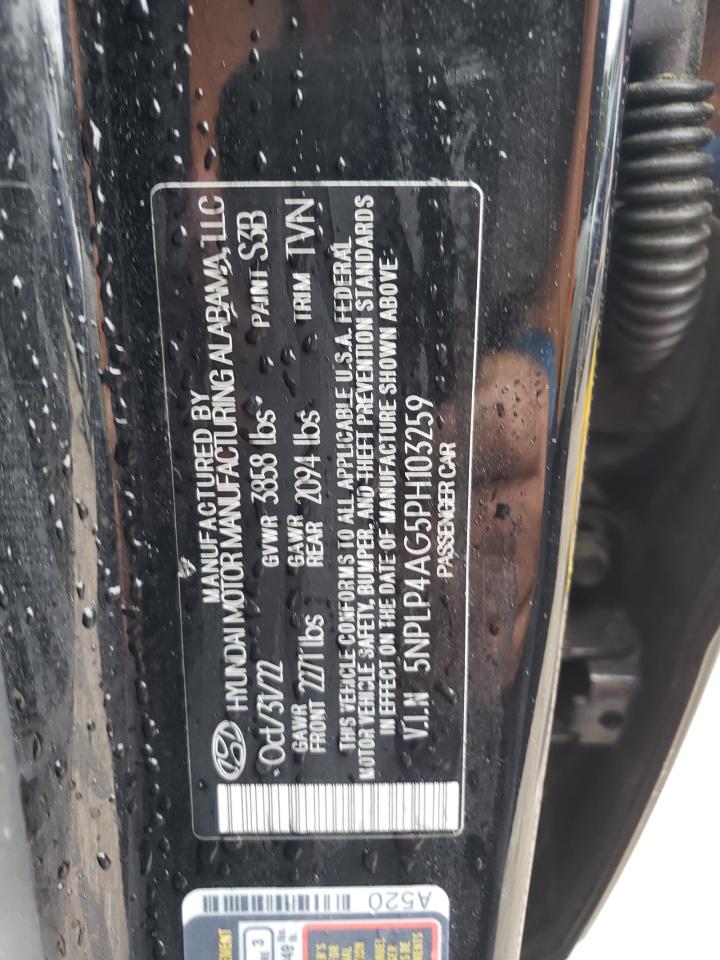 MANUFACTURED BY
HYUNDAI MOTOR MANUFACTURING ALABAMA, LLC
Oct/31/22 GVWR 3858 lbs PAINT S3B
GAWR FRONT 2271 lbs GAWR REAR 2094 lbs TRIM TVN
THIS VEHICLE CONFORMS TO ALL APPLICABLE U.S.A. FEDERAL
MOTOR VEHICLE SAFETY, BUMPER, AND THEFT PREVENTION STANDARDS
IN EFFECT ON THE DATE OF MANUFACTURE SHOWN ABOVE.
V.I.N 5NPLP4AG5PH103259
PASSENGER CAR
A520
3